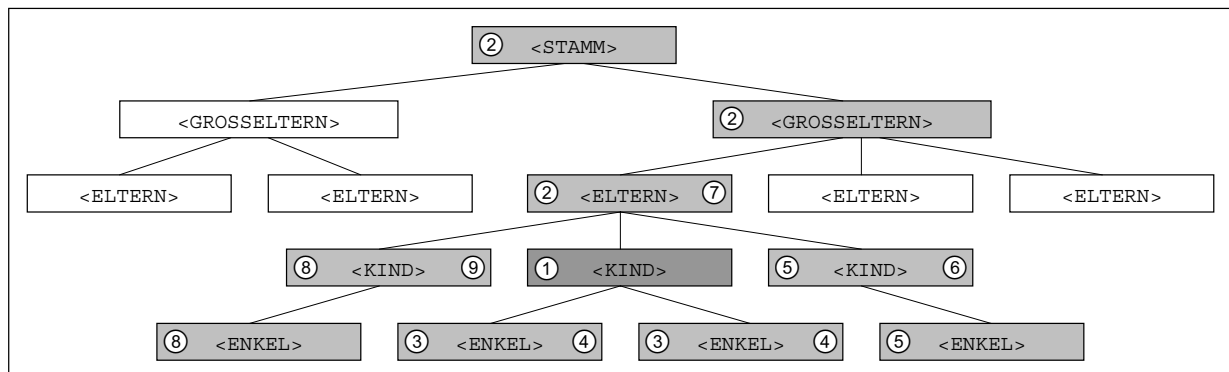 ② <STAMM>
<GROSSELTERN> ② <GROSSELTERN>
<ELTERN> <ELTERN> ② <ELTERN> ⑦ <ELTERN> <ELTERN>
⑧ <KIND> ⑨ ① <KIND> ⑤ <KIND> ⑥
⑧ <ENKEL> ③ <ENKEL> ④ ③ <ENKEL> ④ ⑤ <ENKEL>